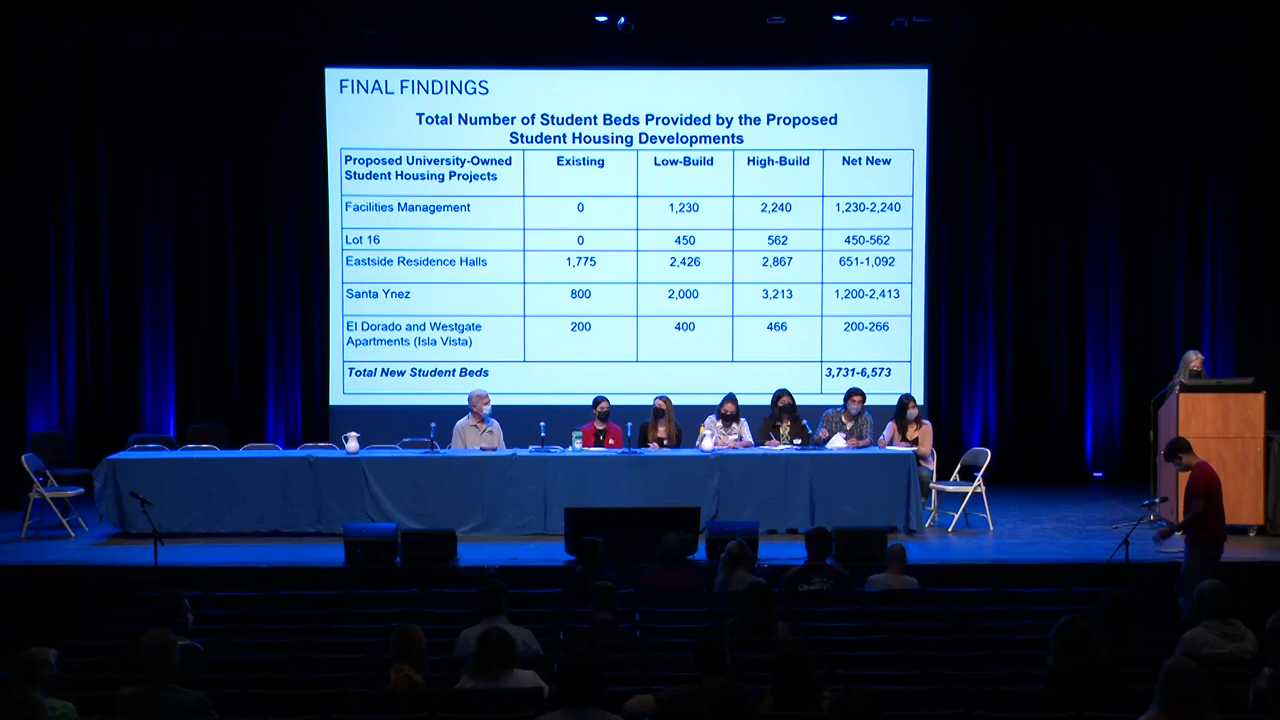 FINAL FINDINGS
Total Number of Student Beds Provided by the Proposed
Student Housing Developments
Proposed University-Owned Student Housing Projects Existing Low-Build High-Build Net New
Facilities Management 0 1,230 2,240 1,230-2,240
Lot 16 0 450 562 450-562
Eastside Residence Halls 1,775 2,426 2,867 651-1,092
Santa Ynez 800 2,000 3,213 1,200-2,413
El Dorado and Westgate Apartments (Isla Vista) 200 400 466 200-266
Total New Student Beds 3,731-6,573